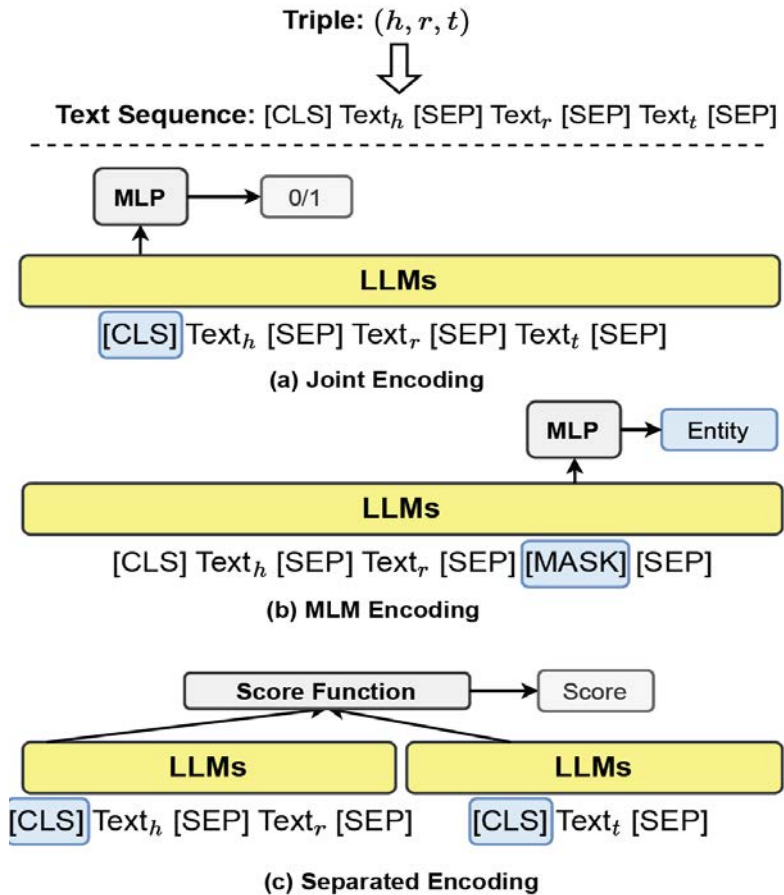 Triple: (h, r, t)
Text Sequence: [CLS] Text_h [SEP] Text_r [SEP] Text_t [SEP]
MLP 0/1
LLMs
[CLS] Text_h [SEP] Text_r [SEP] Text_t [SEP]
(a) Joint Encoding
MLP Entity
LLMs
[CLS] Text_h [SEP] Text_r [SEP] [MASK] [SEP]
(b) MLM Encoding
Score Function Score
LLMs LLMs
[CLS] Text_h [SEP] Text_r [SEP] [CLS] Text_t [SEP]
(c) Separated Encoding